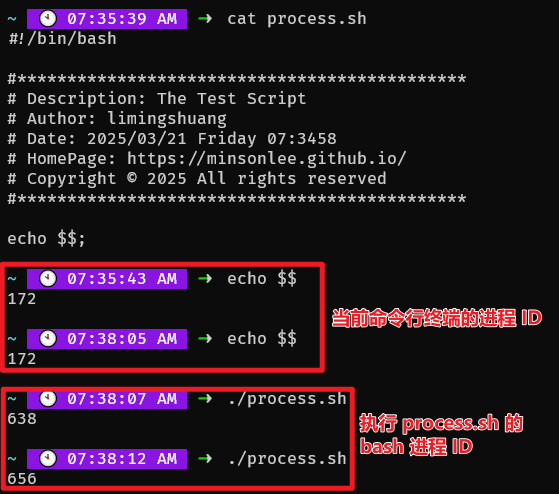 ~ 07:35:39 AM → cat process.sh
#!/bin/bash
#*********************************************
# Description: The Test Script
# Author: limingshuang
# Date: 2025/03/21 Friday 07:3458
# HomePage: https://minsonlee.github.io/
# Copyright © 2025 All rights reserved
#*********************************************
echo $$;
~ 07:35:43 AM → echo $$
172
~ 07:38:05 AM → echo $$
172
当前命令行终端的进程 ID
~ 07:38:07 AM → ./process.sh
638
~ 07:38:12 AM → ./process.sh
656
执行 process.sh 的
bash 进程 ID